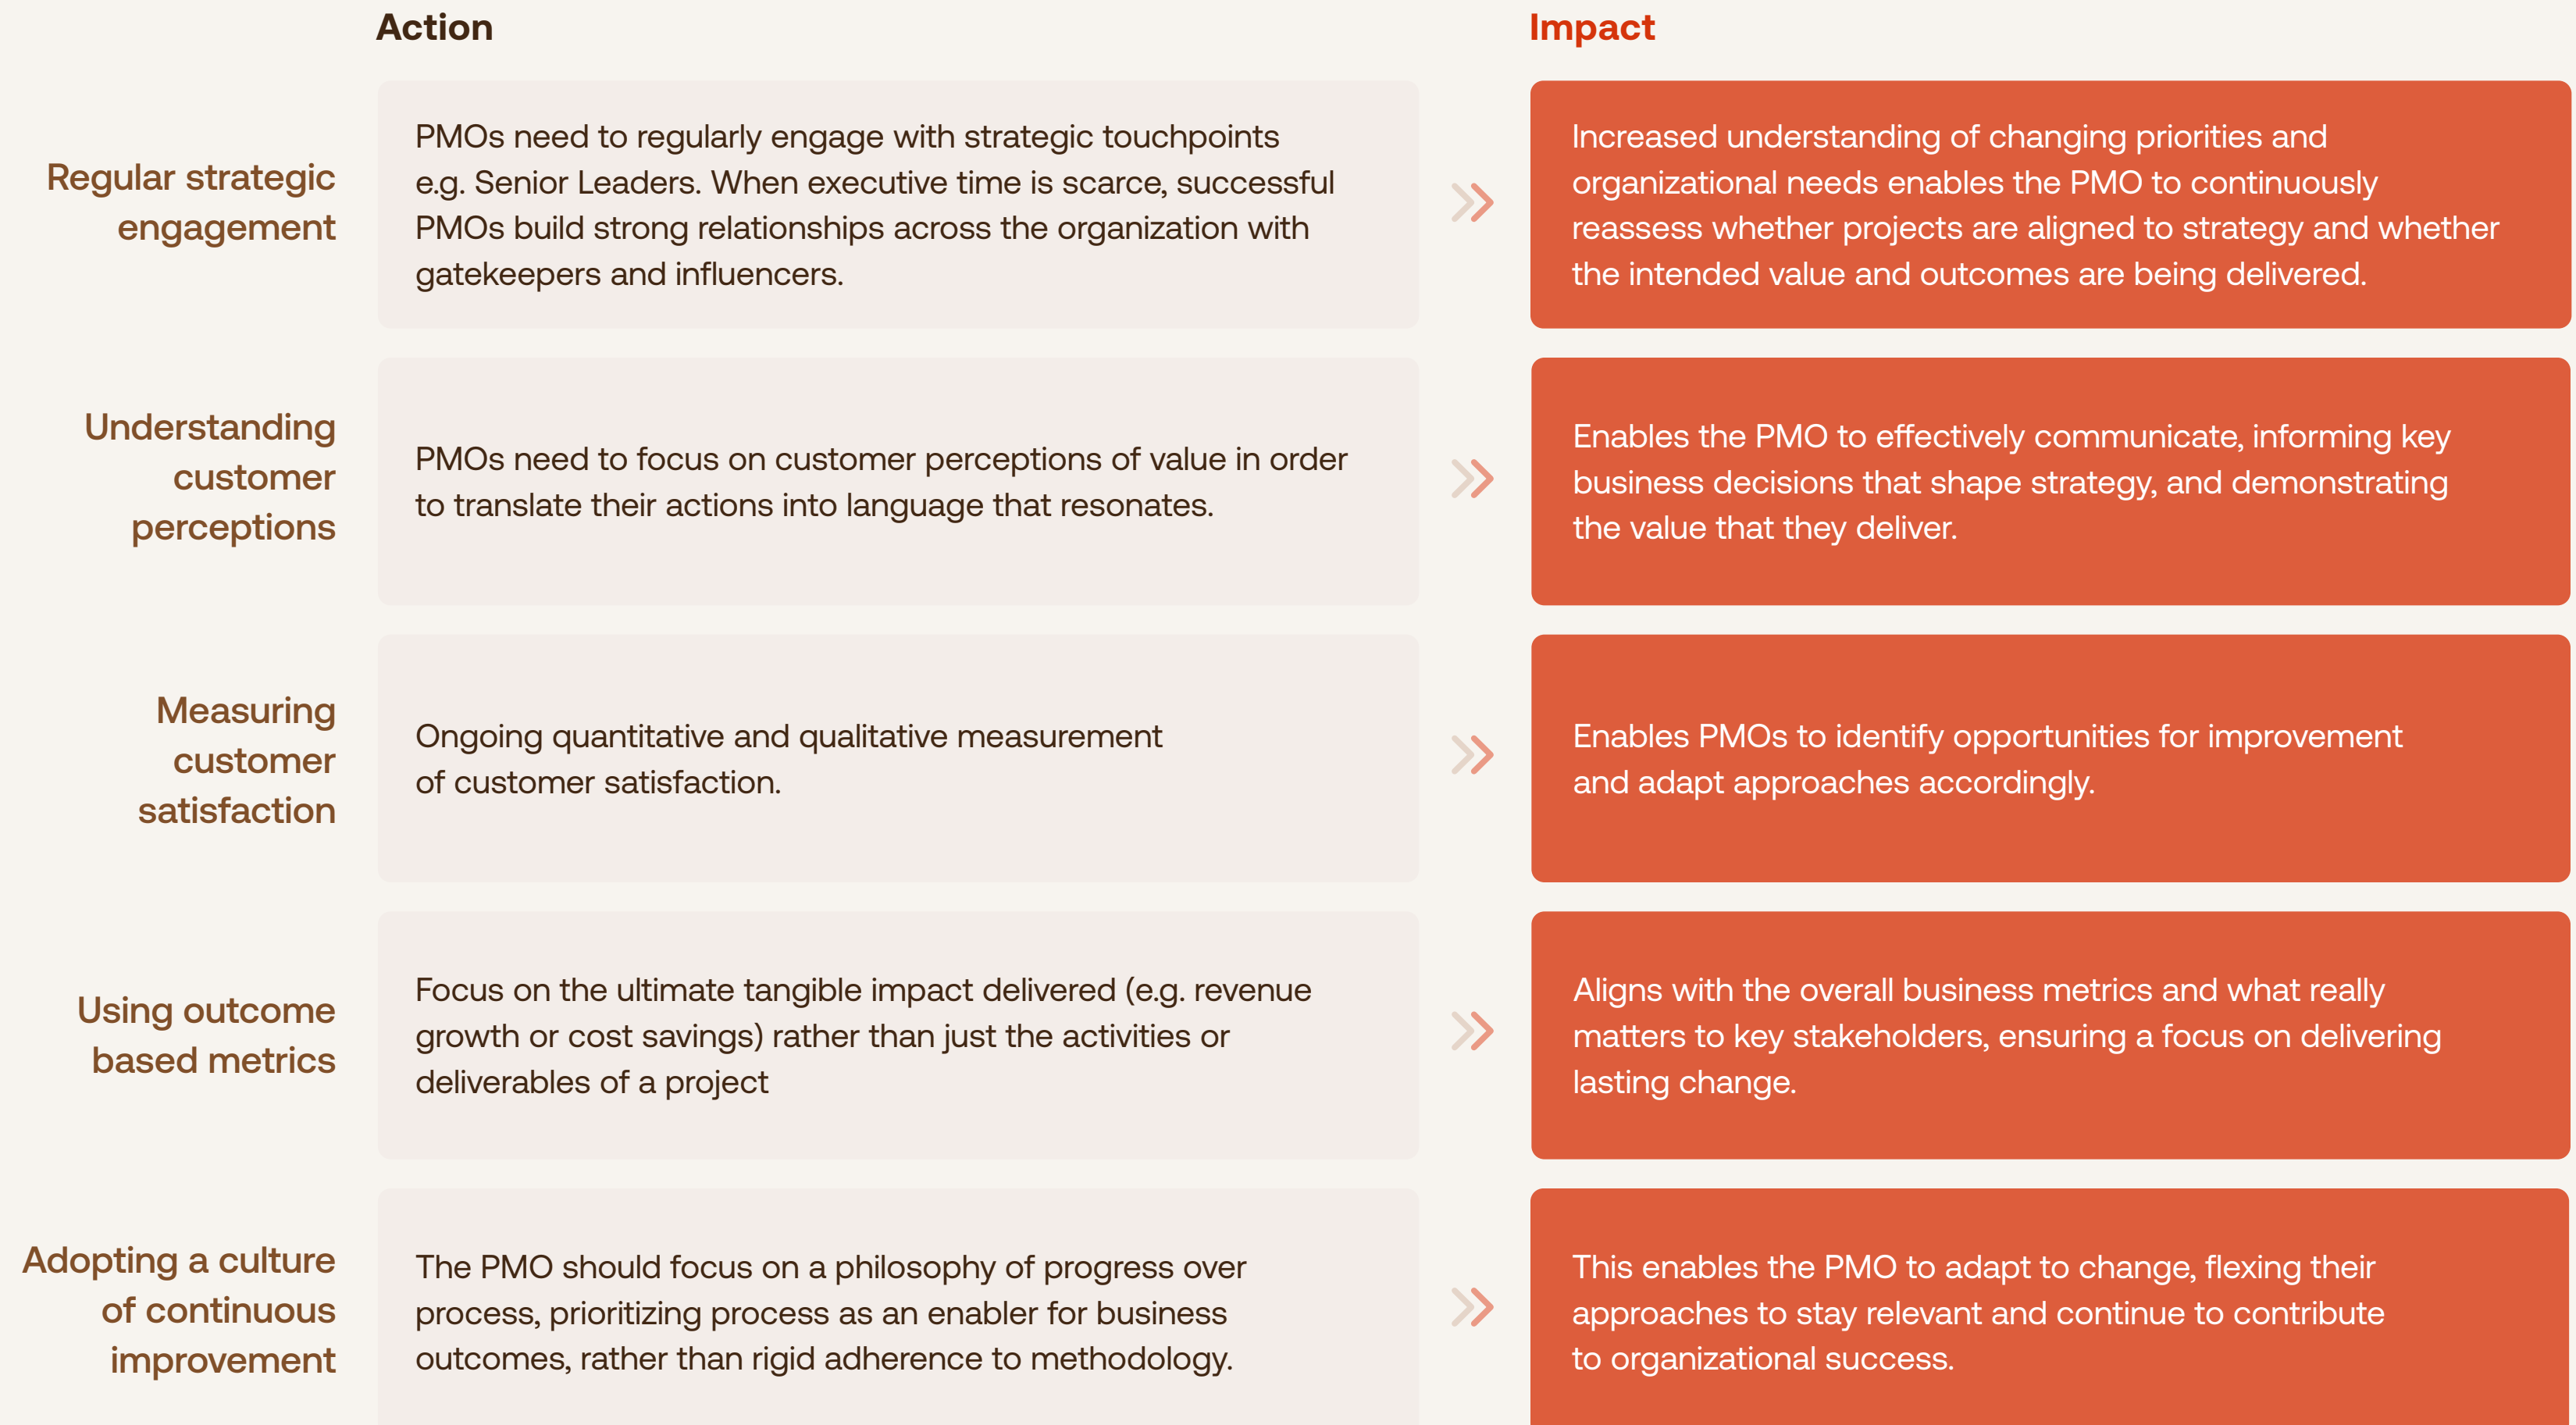 Action
Impact
Regular strategic
engagement
PMOs need to regularly engage with strategic touchpoints
e.g. Senior Leaders. When executive time is scarce, successful
PMOs build strong relationships across the organization with
gatekeepers and influencers.
Increased understanding of changing priorities and
organizational needs enables the PMO to continuously
reassess whether projects are aligned to strategy and whether
the intended value and outcomes are being delivered.
Understanding
customer
perceptions
PMOs need to focus on customer perceptions of value in order
to translate their actions into language that resonates.
Enables the PMO to effectively communicate, informing key
business decisions that shape strategy, and demonstrating
the value that they deliver.
Measuring
customer
satisfaction
Ongoing quantitative and qualitative measurement
of customer satisfaction.
Enables PMOs to identify opportunities for improvement
and adapt approaches accordingly.
Using outcome
based metrics
Focus on the ultimate tangible impact delivered (e.g. revenue
growth or cost savings) rather than just the activities or
deliverables of a project
Aligns with the overall business metrics and what really
matters to key stakeholders, ensuring a focus on delivering
lasting change.
Adopting a culture
of continuous
improvement
The PMO should focus on a philosophy of progress over
process, prioritizing process as an enabler for business
outcomes, rather than rigid adherence to methodology.
This enables the PMO to adapt to change, flexing their
approaches to stay relevant and continue to contribute
to organizational success.